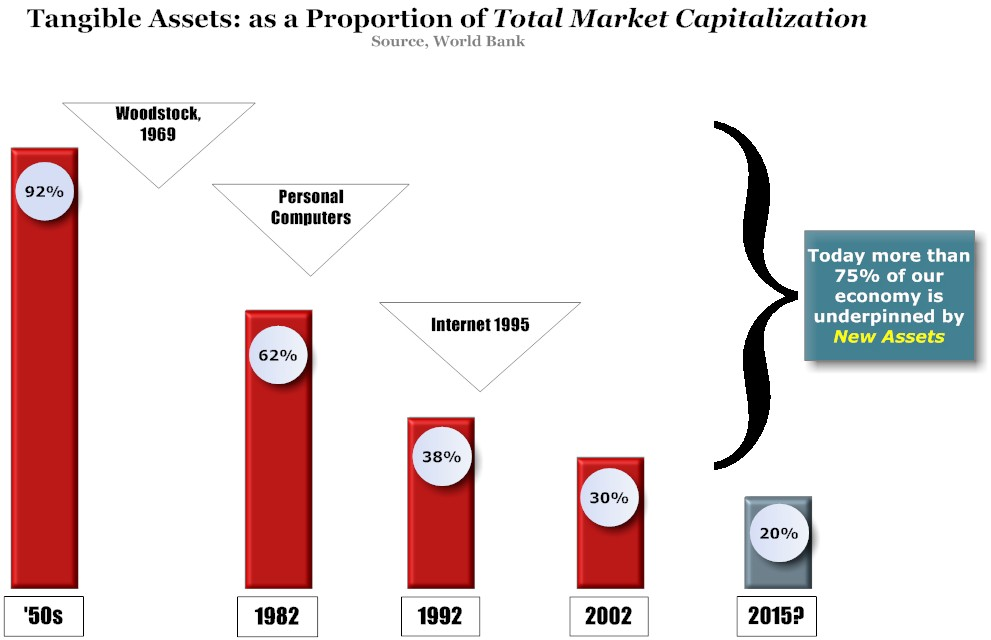 Tangible Assets: as a Proportion of Total Market Capitalization
Source, World Bank
Woodstock,
1969
92%
Personal
Computers
Internet 1995
62%
38%
30%
20%
Today more than
75% of our
economy is
underpinned by
New Assets
'50s
1982
1992
2002
2015?